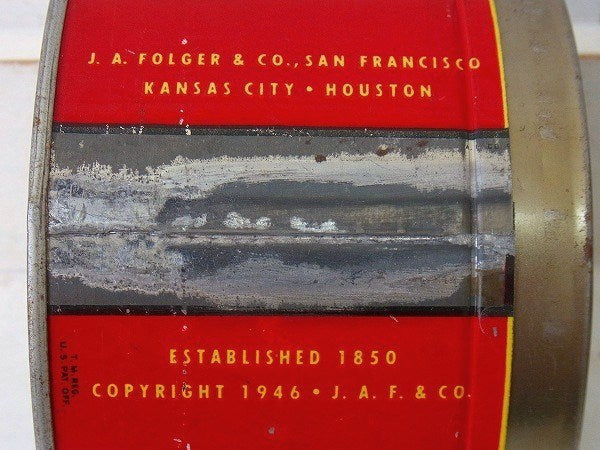 J. A. FOLGER & CO., SAN FRANCISCO
KANSAS CITY • HOUSTON
ESTABLISHED 1850
COPYRIGHT 1946 • J. A. F. & CO.
T. M. REG.
U. S. PAT. OFF.